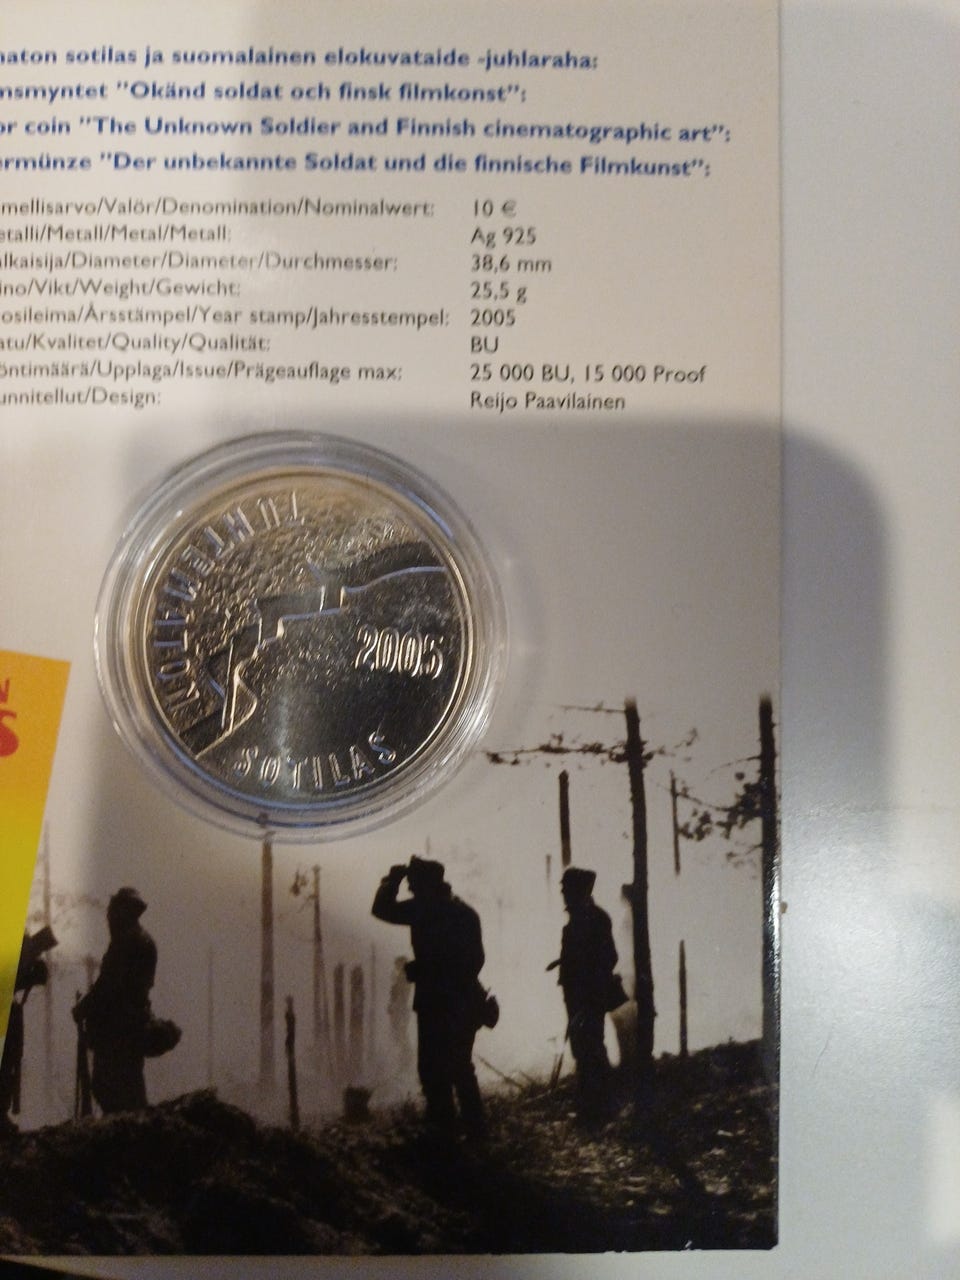 naton sotilas ja suomalainen elokuvataide -juhlaraha:
nsmyntet "Okänd soldat och finsk filmkonst":
or coin "The Unknown Soldier and Finnish cinematographic art":
ermünze "Der unbekannte Soldat und die finnische Filmkunst":
mellisarvo/Valör/Denomination/Nominalwert: 10 €
etalli/Metall/Metal/Metall: Ag 925
alkaisija/Diameter/Diameter/Durchmesser: 38,6 mm
ino/Vikt/Weight/Gewicht: 25,5 g
osileima/Årsstämpel/Year stamp/Jahresstempel: 2005
atu/Kvalitet/Quality/Qualität: BU
öntimäärä/Upplaga/Issue/Prägeauflage max: 25 000 BU, 15 000 Proof
unnitellut/Design: Reijo Paavilainen
TUNTEMATON
2005
SOTILAS
N
S